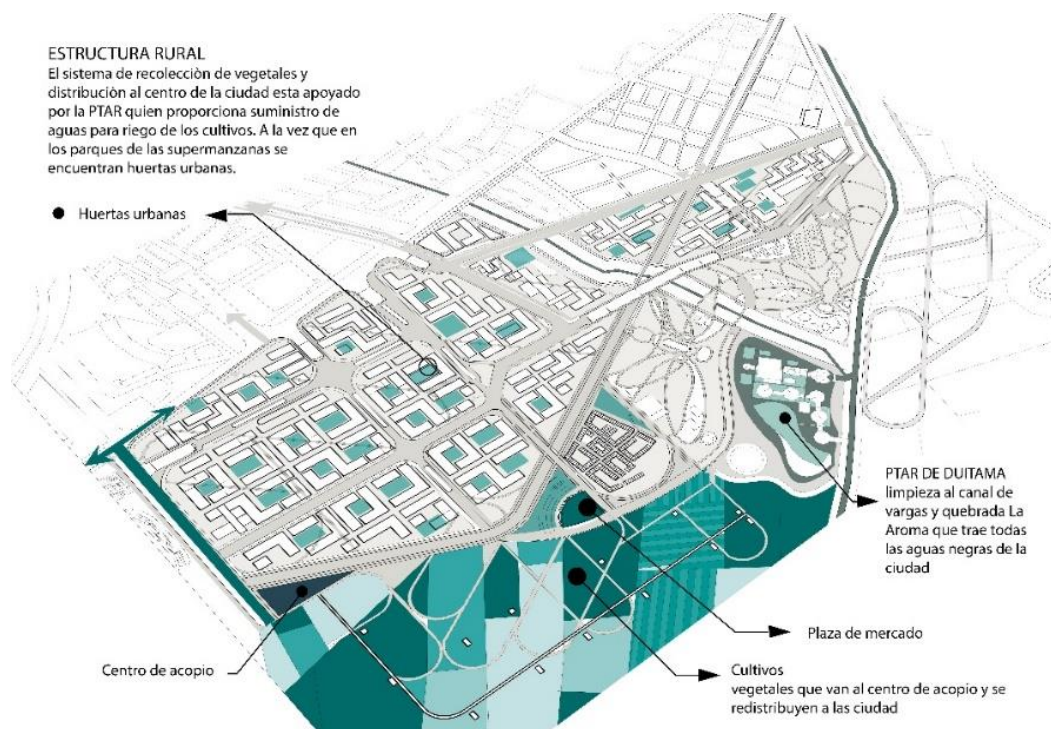 ESTRUCTURA RURAL
El sistema de recolecciòn de vegetales y
distribuciòn al centro de la ciudad esta apoyado
por la PTAR quien proporciona suministro de
aguas para riego de los cultivos. A la vez que en
los parques de las supermanzanas se
encuentran huertas urbanas.
Huertas urbanas
PTAR DE DUITAMA
limpieza al canal de
vargas y quebrada La
Aroma que trae todas
las aguas negras de la
ciudad
Plaza de mercado
Centro de acopio
Cultivos
vegetales que van al centro de acopio y se
redistribuyen a las ciudad